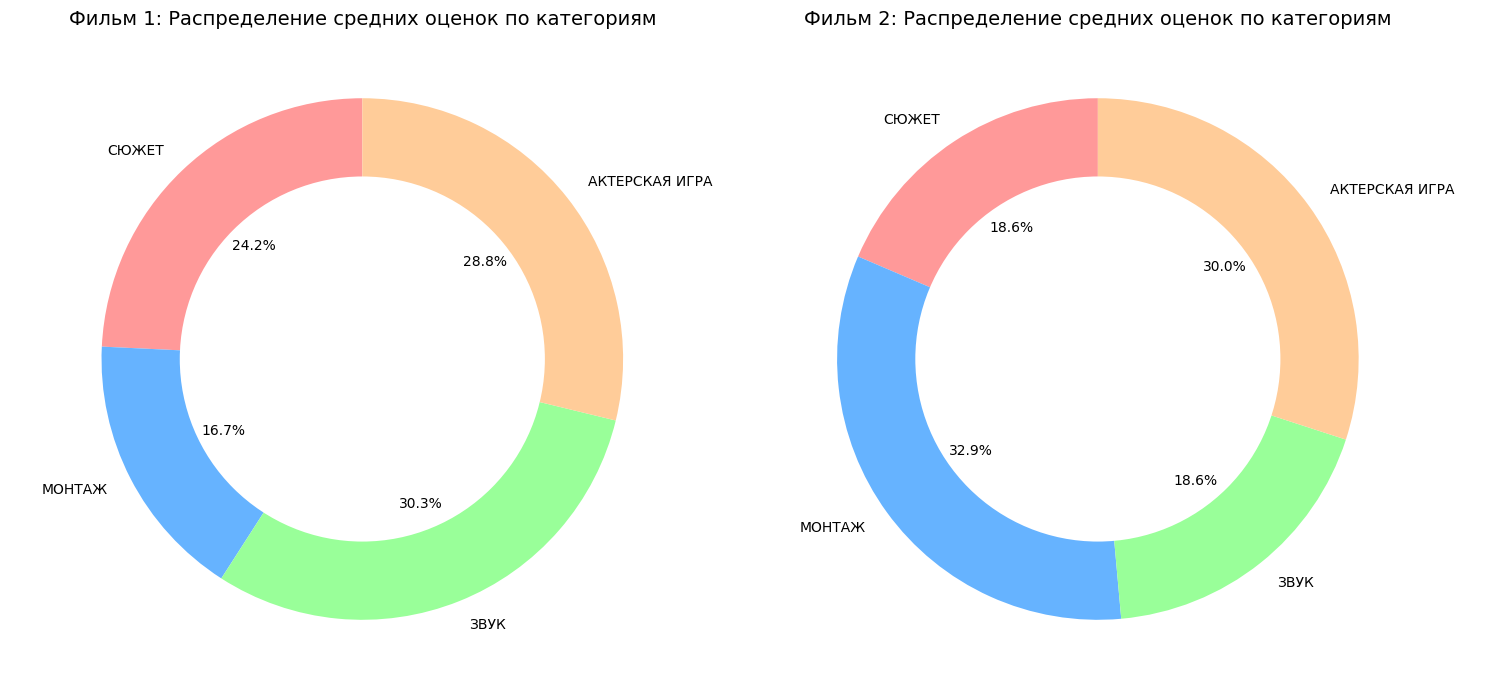 Фильм 1: Распределение средних оценок по категориям
СЮЖЕТ
АКТЕРСКАЯ ИГРА
24.2%
28.8%
16.7%
30.3%
МОНТАЖ
ЗВУК
Фильм 2: Распределение средних оценок по категориям
СЮЖЕТ
АКТЕРСКАЯ ИГРА
18.6%
30.0%
32.9%
18.6%
МОНТАЖ
ЗВУК